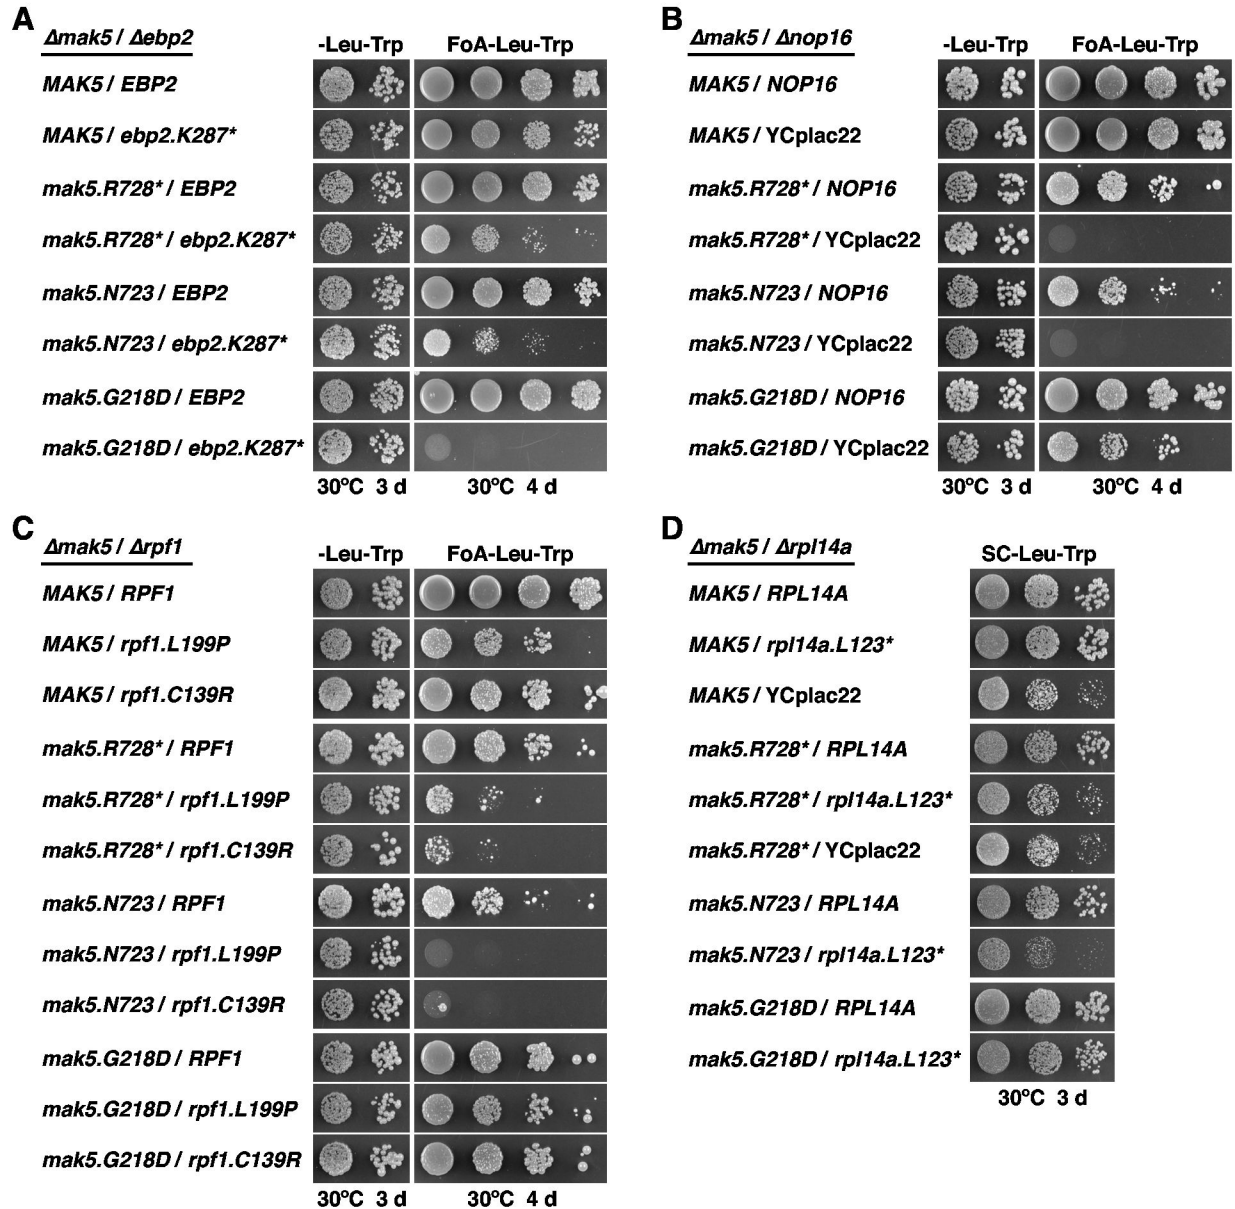 A
Δmak5 / Δebp2
-Leu-Trp
FoA-Leu-Trp
MAK5 / EBP2
MAK5 / ebp2.K287*
mak5.R728* / EBP2
mak5.R728* / ebp2.K287*
mak5.N723 / EBP2
mak5.N723 / ebp2.K287*
mak5.G218D / EBP2
mak5.G218D / ebp2.K287*
30ºC 3 d
30ºC 4 d
B
Δmak5 / Δnop16
-Leu-Trp
FoA-Leu-Trp
MAK5 / NOP16
MAK5 / YCplac22
mak5.R728* / NOP16
mak5.R728* / YCplac22
mak5.N723 / NOP16
mak5.N723 / YCplac22
mak5.G218D / NOP16
mak5.G218D / YCplac22
30ºC 3 d
30ºC 4 d
C
Δmak5 / Δrpf1
-Leu-Trp
FoA-Leu-Trp
MAK5 / RPF1
MAK5 / rpf1.L199P
MAK5 / rpf1.C139R
mak5.R728* / RPF1
mak5.R728* / rpf1.L199P
mak5.R728* / rpf1.C139R
mak5.N723 / RPF1
mak5.N723 / rpf1.L199P
mak5.N723 / rpf1.C139R
mak5.G218D / RPF1
mak5.G218D / rpf1.L199P
mak5.G218D / rpf1.C139R
30ºC 3 d
30ºC 4 d
D
Δmak5 / Δrpl14a
SC-Leu-Trp
MAK5 / RPL14A
MAK5 / rpl14a.L123*
MAK5 / YCplac22
mak5.R728* / RPL14A
mak5.R728* / rpl14a.L123*
mak5.R728* / YCplac22
mak5.N723 / RPL14A
mak5.N723 / rpl14a.L123*
mak5.G218D / RPL14A
mak5.G218D / rpl14a.L123*
30ºC 3 d